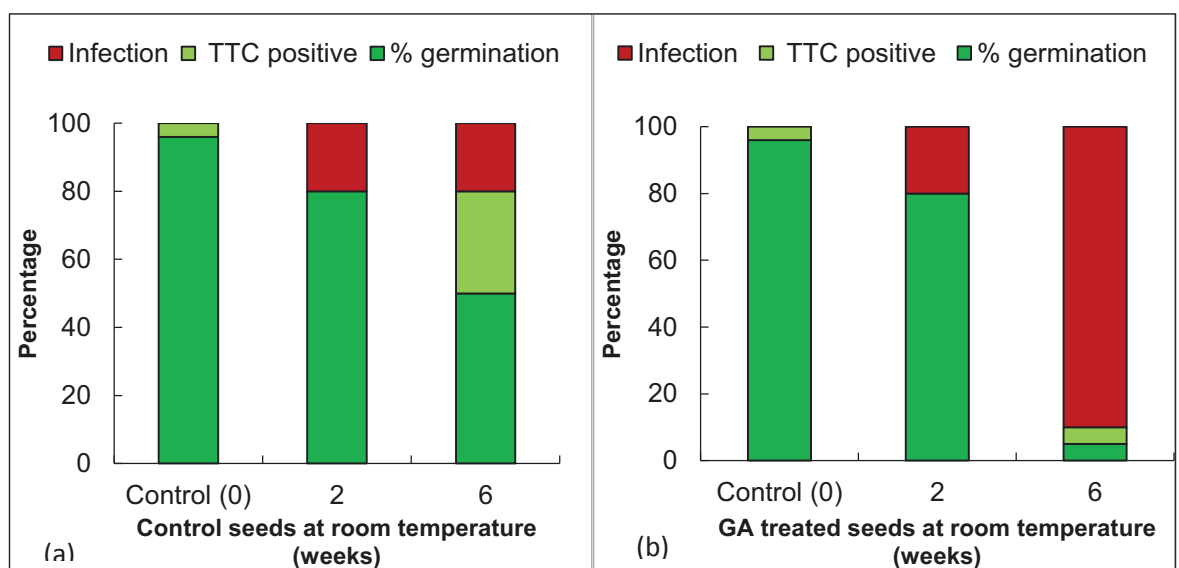 Infection TTC positive % germination
100
80
60
40
20
0
Percentage
Control (0) 2 6
Control seeds at room temperature
(weeks)
(a)
Infection TTC positive % germination
100
80
60
40
20
0
Percentage
Control (0) 2 6
GA treated seeds at room temperature
(weeks)
(b)